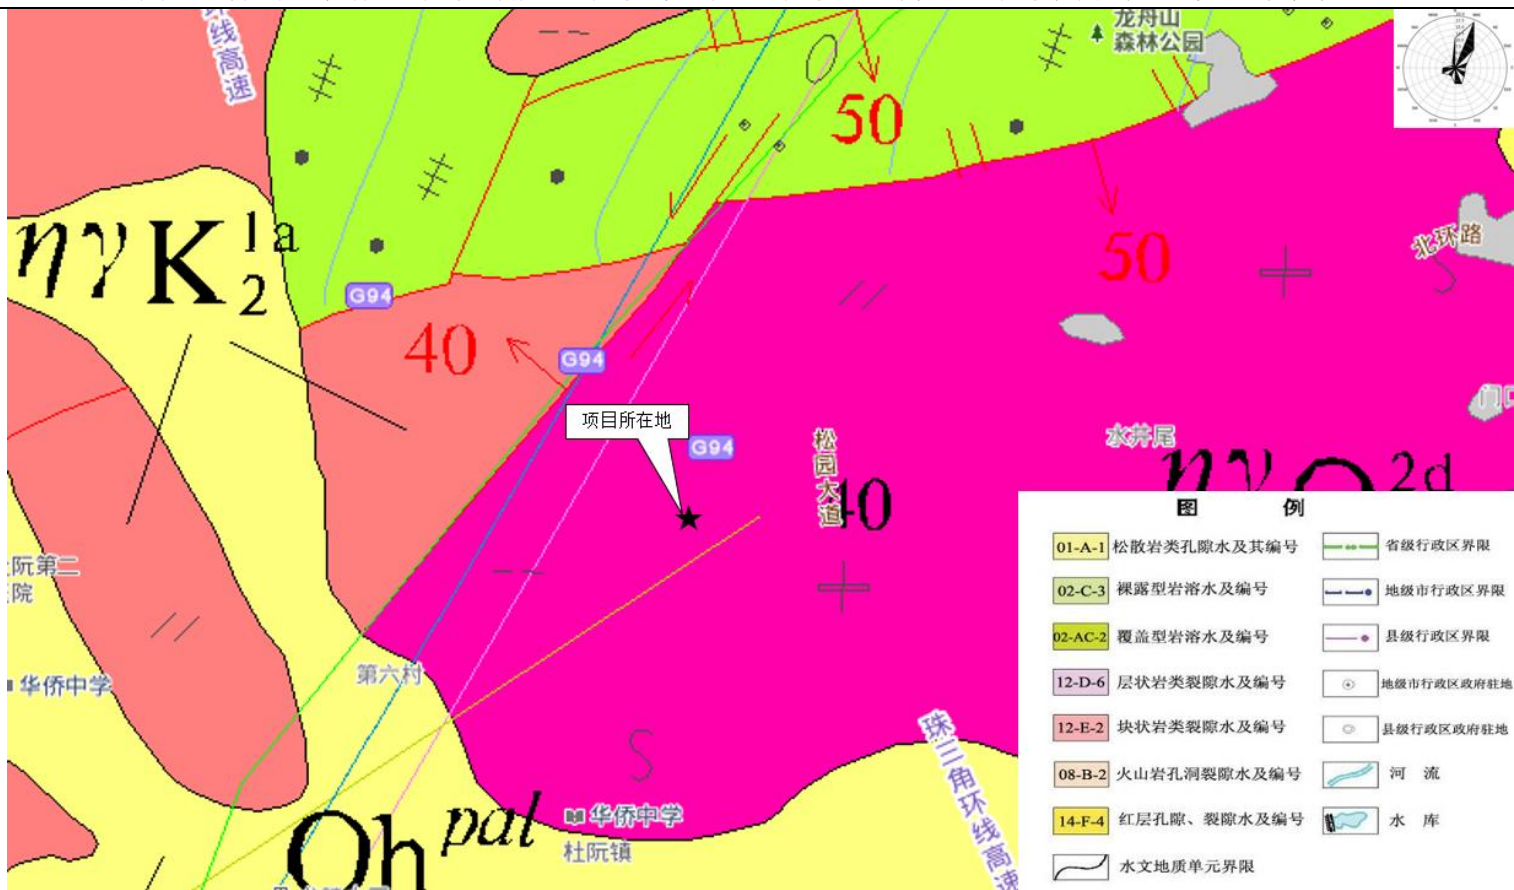 环线高速
龙舟山
森林公园
50
ηγK₂¹ᵃ
G94
40
G94
50
北环路
项目所在地
G94
松园大道
40
水井尾
门口
ηγO²ᵈ
阮第二
院
华侨中学
第六村
Qhᵖᵃˡ
华侨中学
杜阮镇
珠三角环线高速
图 例
01-A-1 松散岩类孔隙水及其编号
省级行政区界限
02-C-3 裸露型岩溶水及编号
地级市行政区界限
02-AC-2 覆盖型岩溶水及编号
县级行政区界限
12-D-6 层状岩类裂隙水及编号
地级市行政区政府驻地
12-E-2 块状岩类裂隙水及编号
县级行政区政府驻地
08-B-2 火山岩孔洞裂隙水及编号
河 流
14-F-4 红层孔隙、裂隙水及编号
水 库
水文地质单元界限